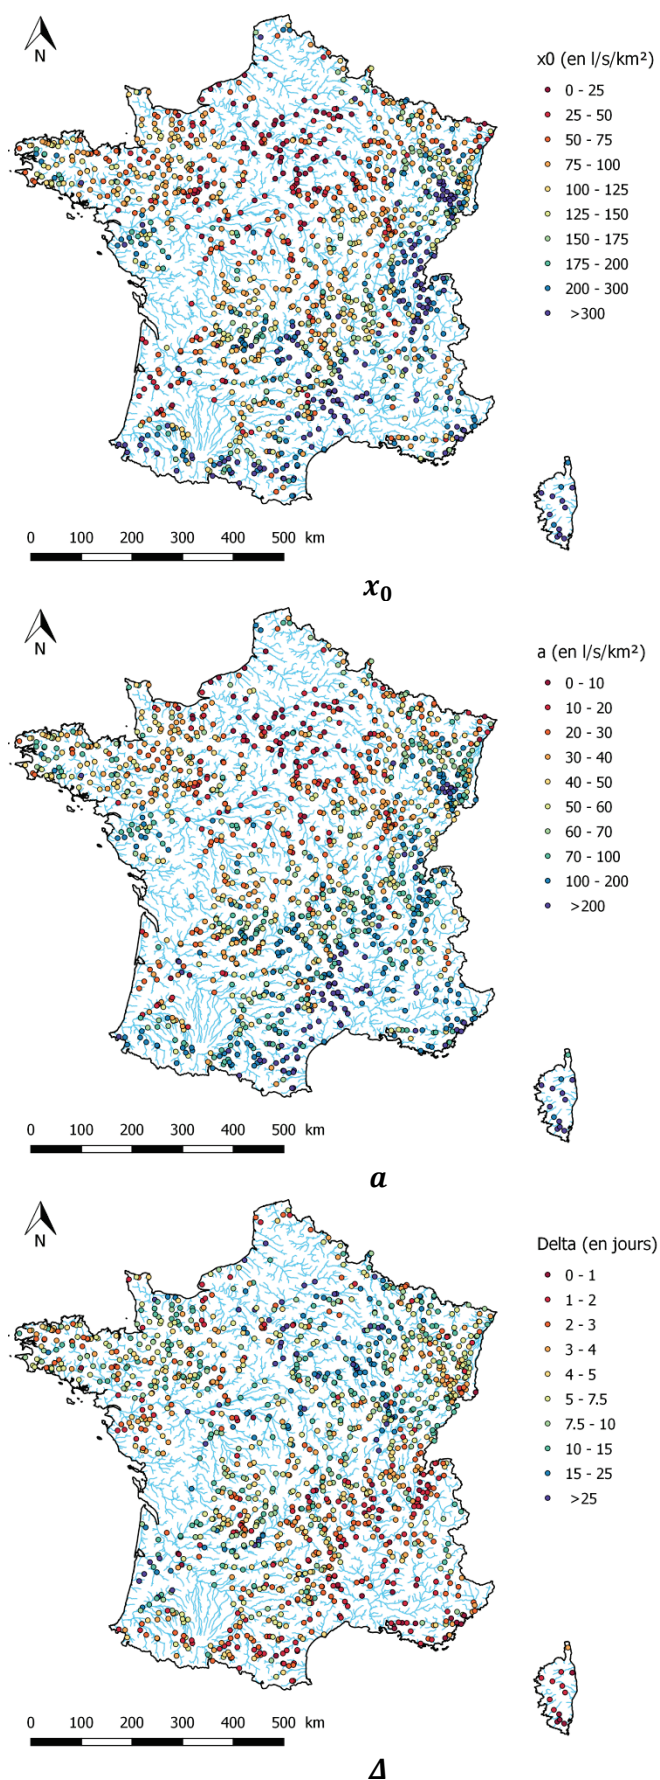 N
x0 (en l/s/km²)
0 - 25
25 - 50
50 - 75
75 - 100
100 - 125
125 - 150
150 - 175
175 - 200
200 - 300
>300
0 100 200 300 400 500 km
x₀
N
a (en l/s/km²)
0 - 10
10 - 20
20 - 30
30 - 40
40 - 50
50 - 60
60 - 70
70 - 100
100 - 200
>200
0 100 200 300 400 500 km
a
N
Delta (en jours)
0 - 1
1 - 2
2 - 3
3 - 4
4 - 5
5 - 7.5
7.5 - 10
10 - 15
15 - 25
>25
0 100 200 300 400 500 km
Δ